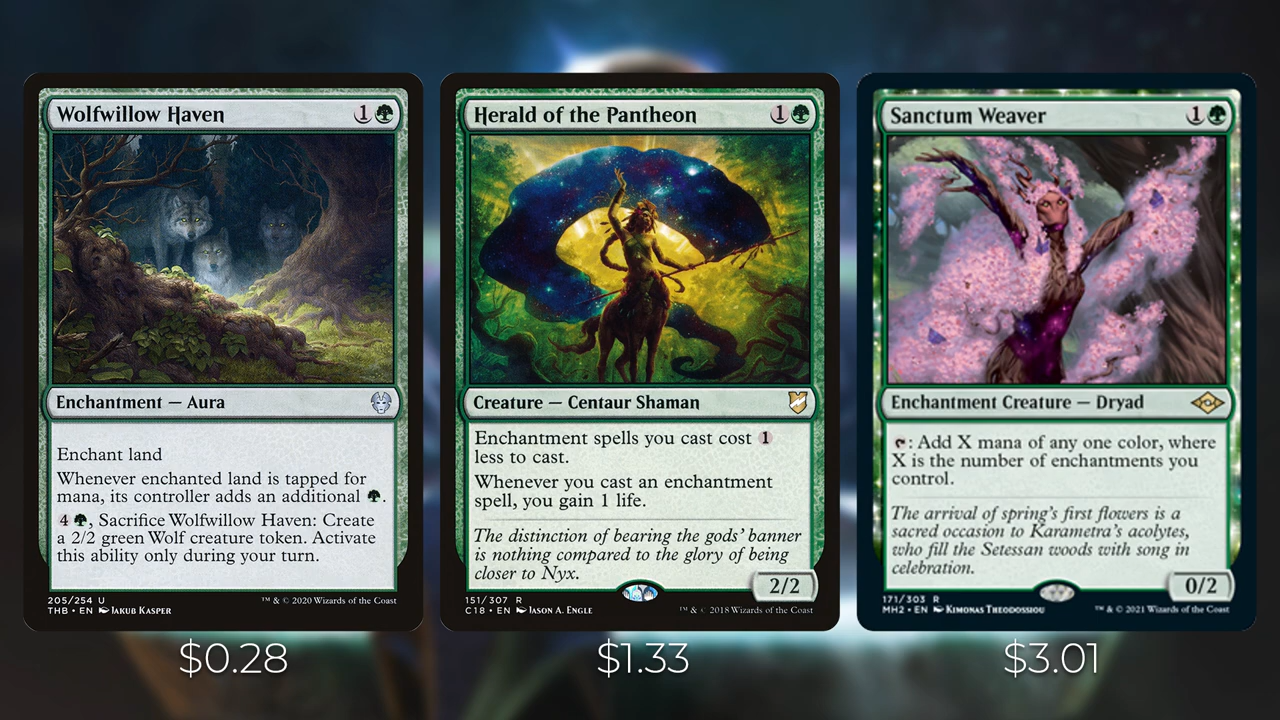 Wolfwillow Haven 1
Enchantment — Aura
Enchant land
Whenever enchanted land is tapped for
mana, its controller adds an additional .
4 , Sacrifice Wolfwillow Haven: Create
a 2/2 green Wolf creature token. Activate
this ability only during your turn.
205/254 U
THB • EN Jakub Kasper
™ & © 2020 Wizards of the Coast
$0.28
Herald of the Pantheon 1
Creature — Centaur Shaman
Enchantment spells you cast cost 1
less to cast.
Whenever you cast an enchantment
spell, you gain 1 life.
The distinction of bearing the gods' banner
is nothing compared to the glory of being
closer to Nyx.
2/2
151/307 R
C18 • EN Jason A. Engle
™ & © 2018 Wizards of the Coast
$1.33
Sanctum Weaver 1
Enchantment Creature — Dryad
: Add X mana of any one color, where
X is the number of enchantments you
control.
The arrival of spring's first flowers is a
sacred occasion to Karametra's acolytes,
who fill the Setessan woods with song in
celebration.
0/2
171/303 R
MH2 • EN Kimonas Theodossiou
™ & © 2021 Wizards of the Coast
$3.01